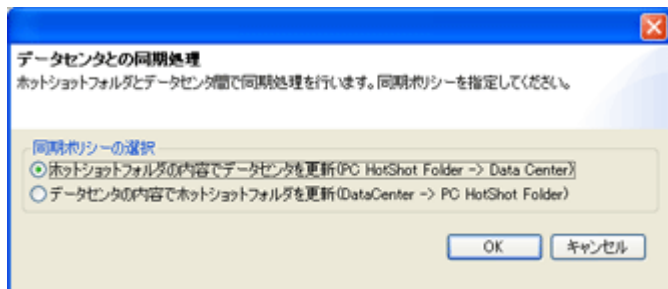 データセンタとの同期処理
ホットショットフォルダとデータセンタ間で同期処理を行います。同期ポリシーを指定してください。
同期ポリシーの選択
ホットショットフォルダの内容でデータセンタを更新(PC HotShot Folder -> Data Center)
データセンタの内容でホットショットフォルダを更新(DataCenter -> PC HotShot Folder)
OK キャンセル